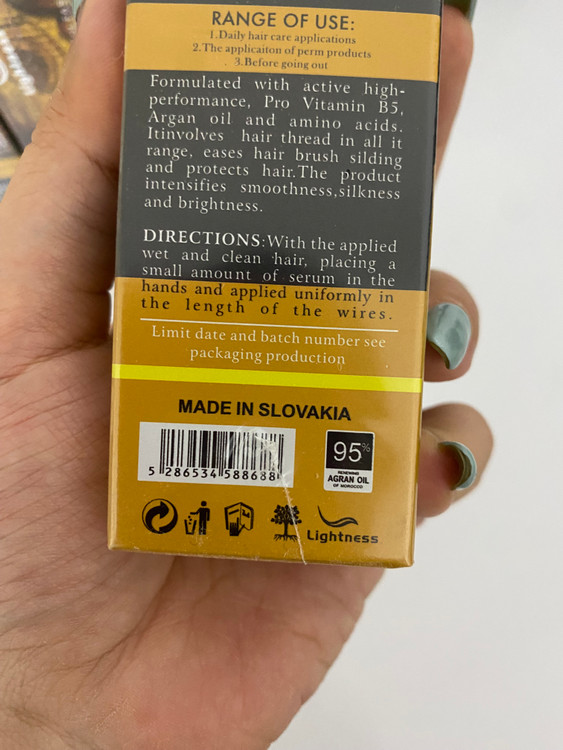 RANGE OF USE:
1.Daily hair care applications
2.The applicaiton of perm products
3.Before going out
Formulated with active high-
performance, Pro Vitamin B5,
Argan oil and amino acids.
Itinvolves hair thread in all it
range, eases hair brush silding
and protects hair.The product
intensifies smoothness,silkness
and brightness.
DIRECTIONS:With the applied
wet and clean hair, placing a
small amount of serum in the
hands and applied uniformly in
the length of the wires.
Limit date and batch number see
packaging production
MADE IN SLOVAKIA
5 286534 588688
95%
RENEWING
AGRAN OIL
OF MOROCCO
Lightness